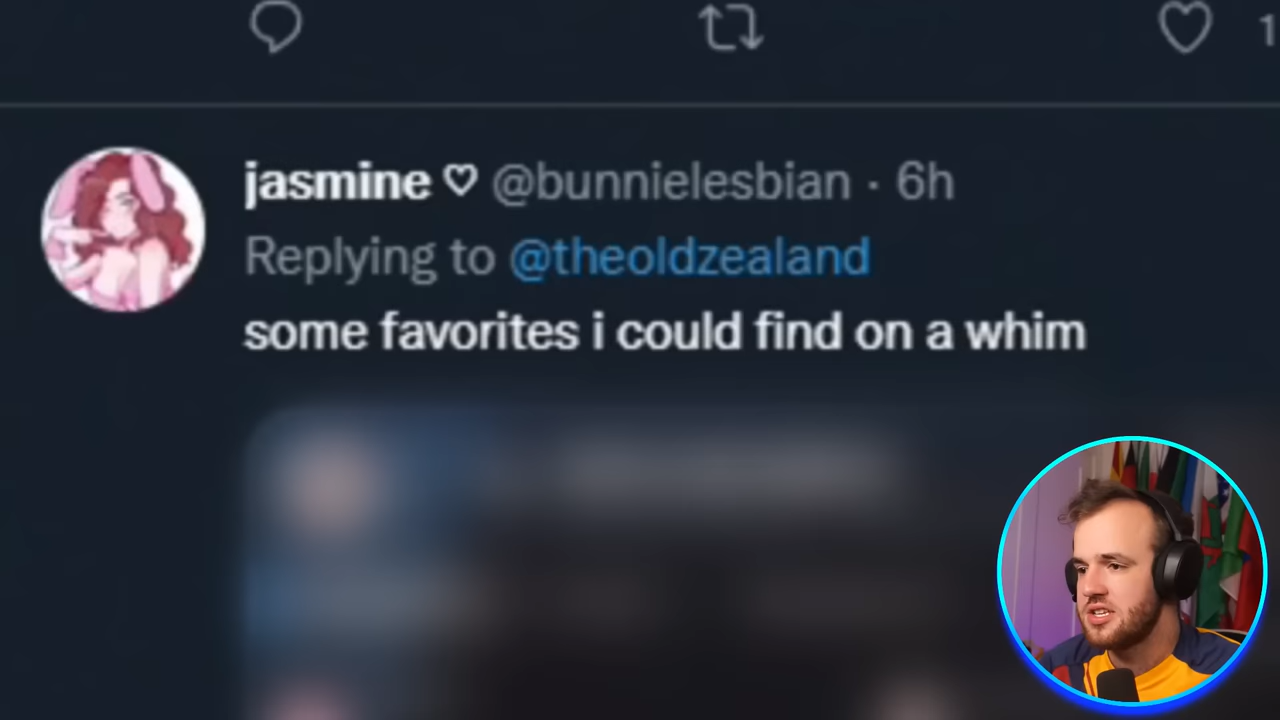 jasmine ♡ @bunnielesbian · 6h
Replying to @theoldzealand
some favorites i could find on a whim